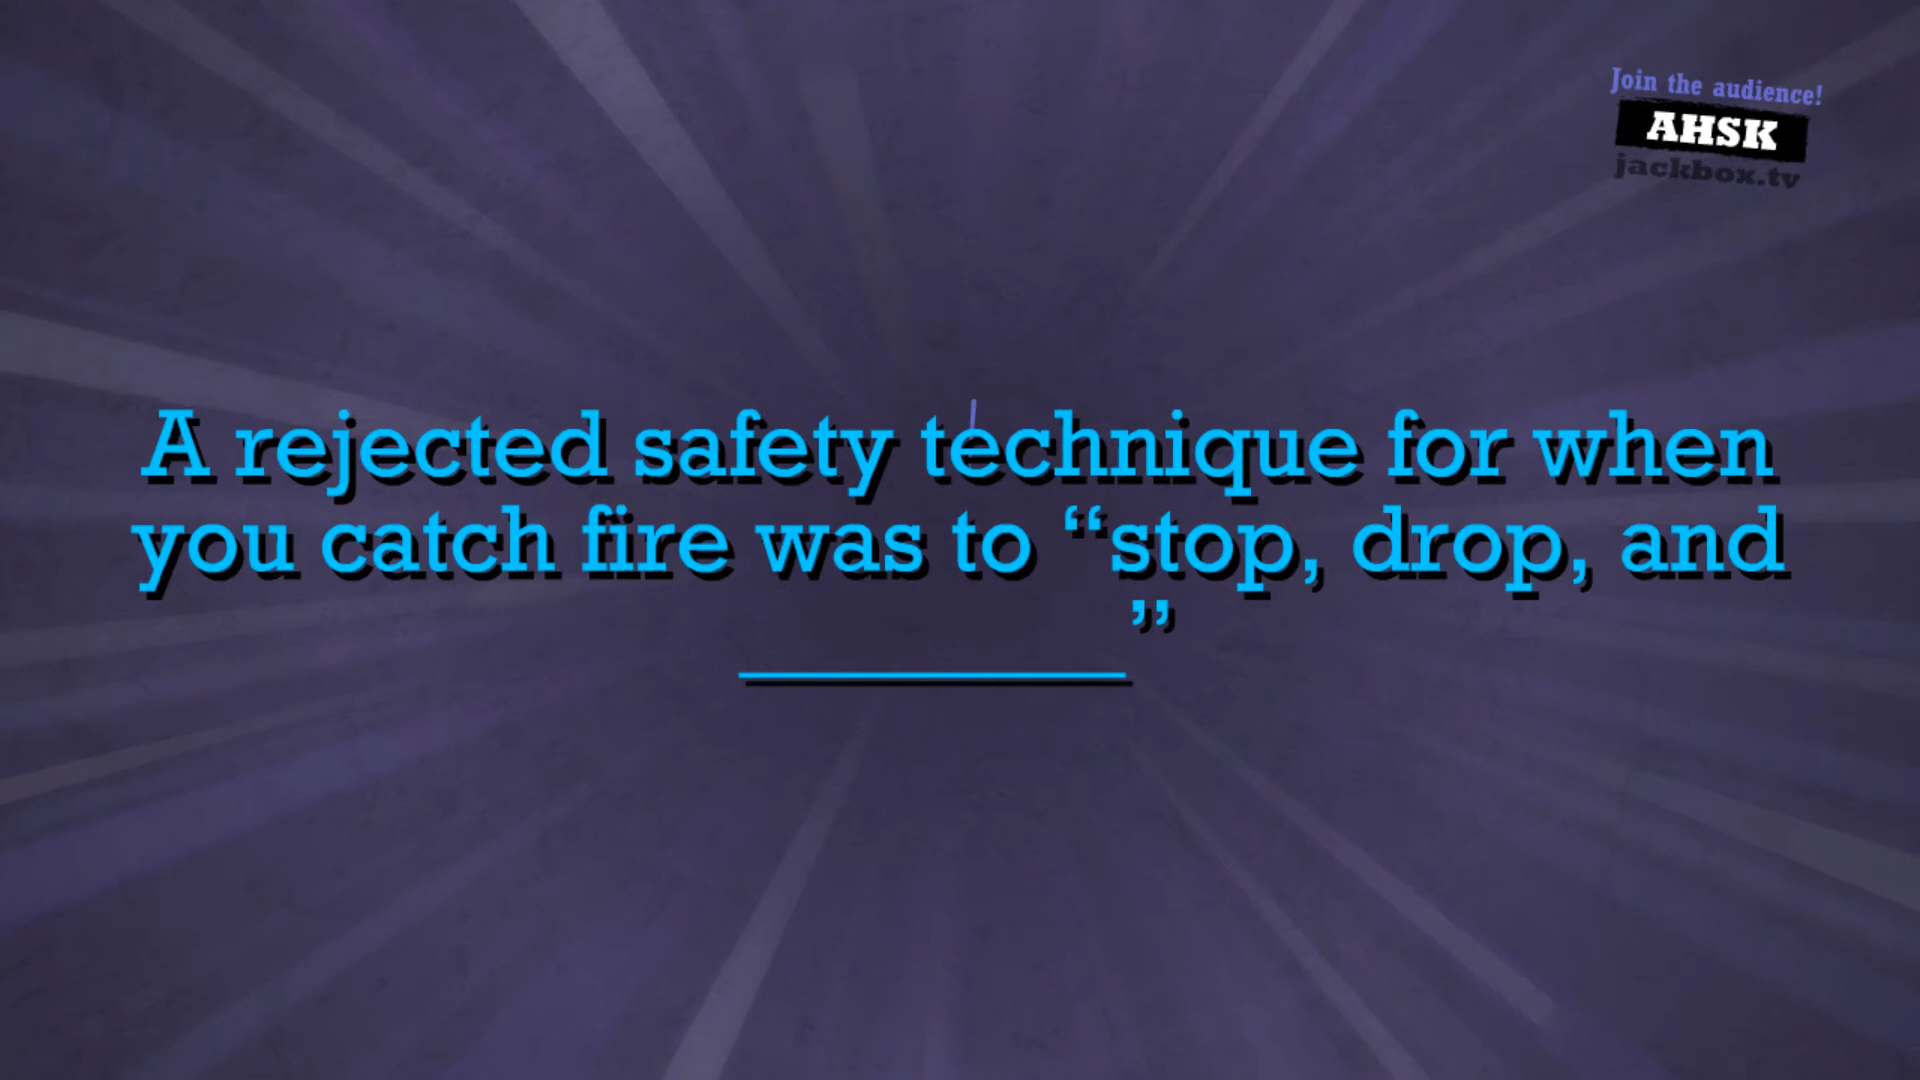 Join the audience!
AHSK
jackbox.tv
A rejected safety technique for when
you catch fire was to “stop, drop, and
__________”